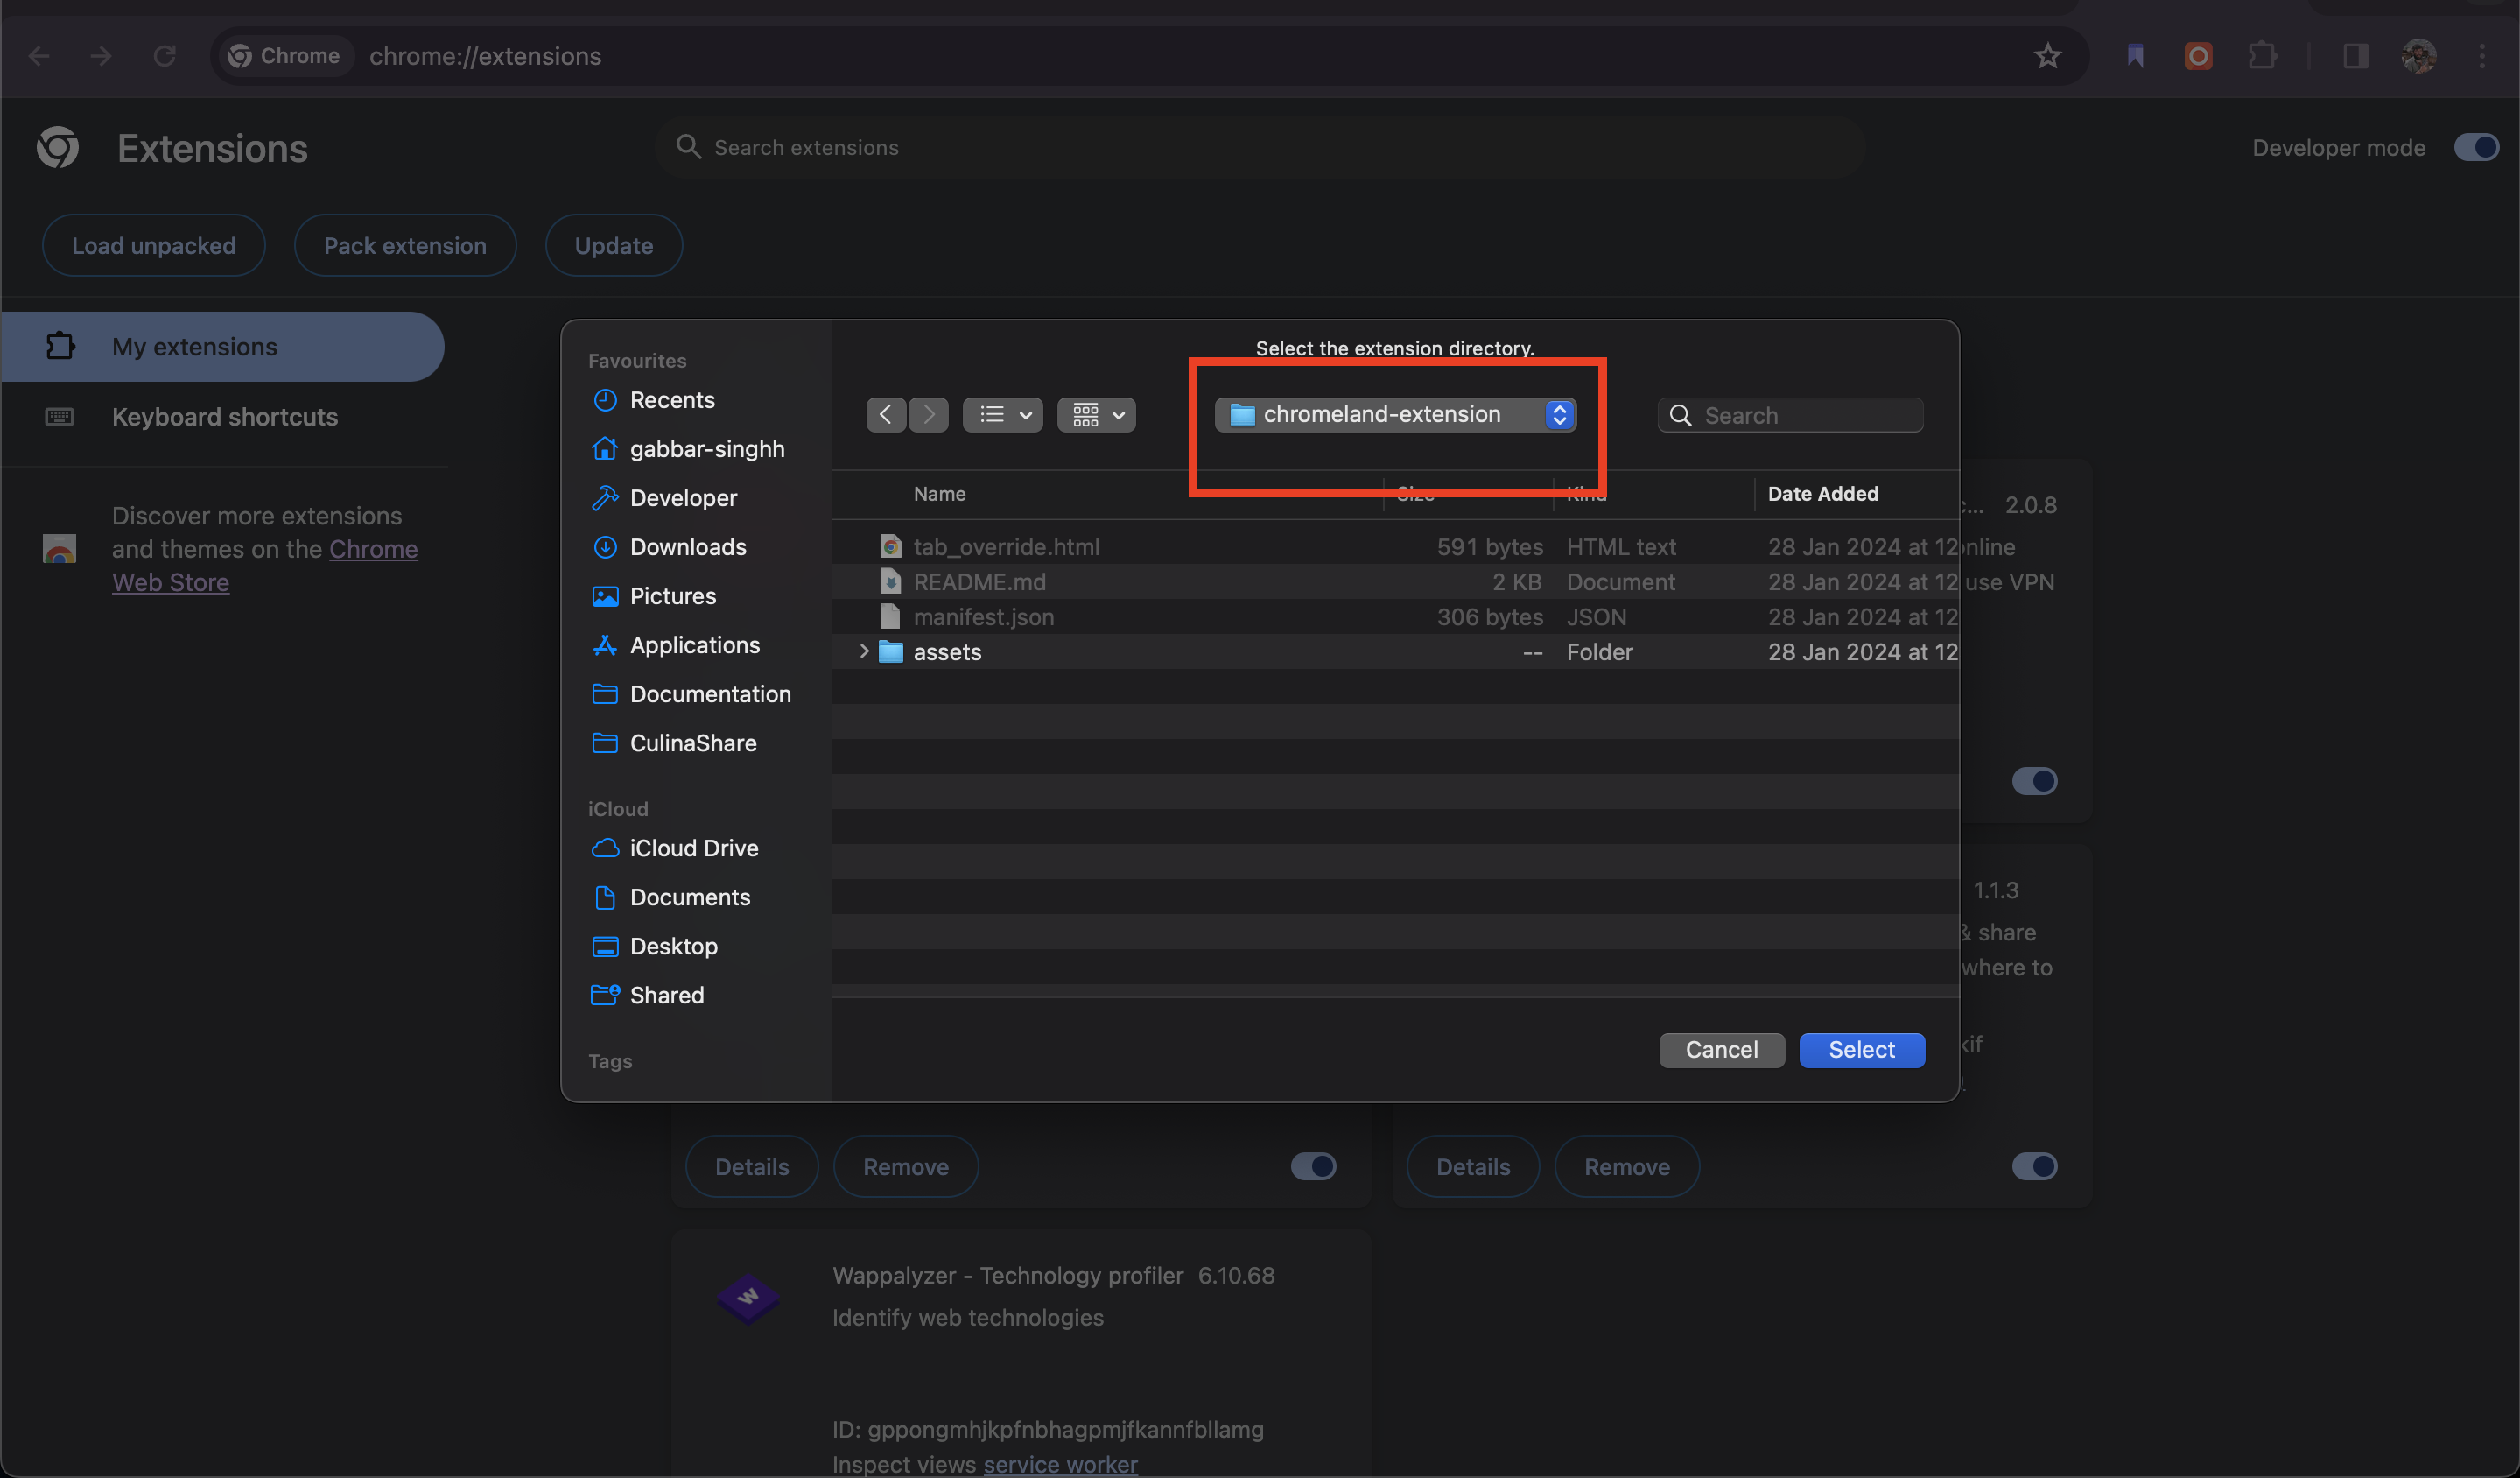 Chrome chrome://extensions
Extensions
Search extensions
Developer mode
Load unpacked
Pack extension
Update
My extensions
Keyboard shortcuts
Discover more extensions
and themes on the Chrome
Web Store
Select the extension directory.
Favourites
Recents
gabbar-singhh
Developer
Downloads
Pictures
Applications
Documentation
CulinaShare
iCloud
iCloud Drive
Documents
Desktop
Shared
Tags
chromeland-extension
Search
Name Size Kind Date Added
tab_override.html 591 bytes HTML text 28 Jan 2024 at 12
README.md 2 KB Document 28 Jan 2024 at 12
manifest.json 306 bytes JSON 28 Jan 2024 at 12
assets -- Folder 28 Jan 2024 at 12
Cancel
Select
c... 2.0.8
online
use VPN
1.1.3
& share
where to
kif
Details
Remove
Details
Remove
Wappalyzer - Technology profiler 6.10.68
Identify web technologies
ID: gppongmhjkpfnbhagpmjfkannfbllamg
Inspect views service worker